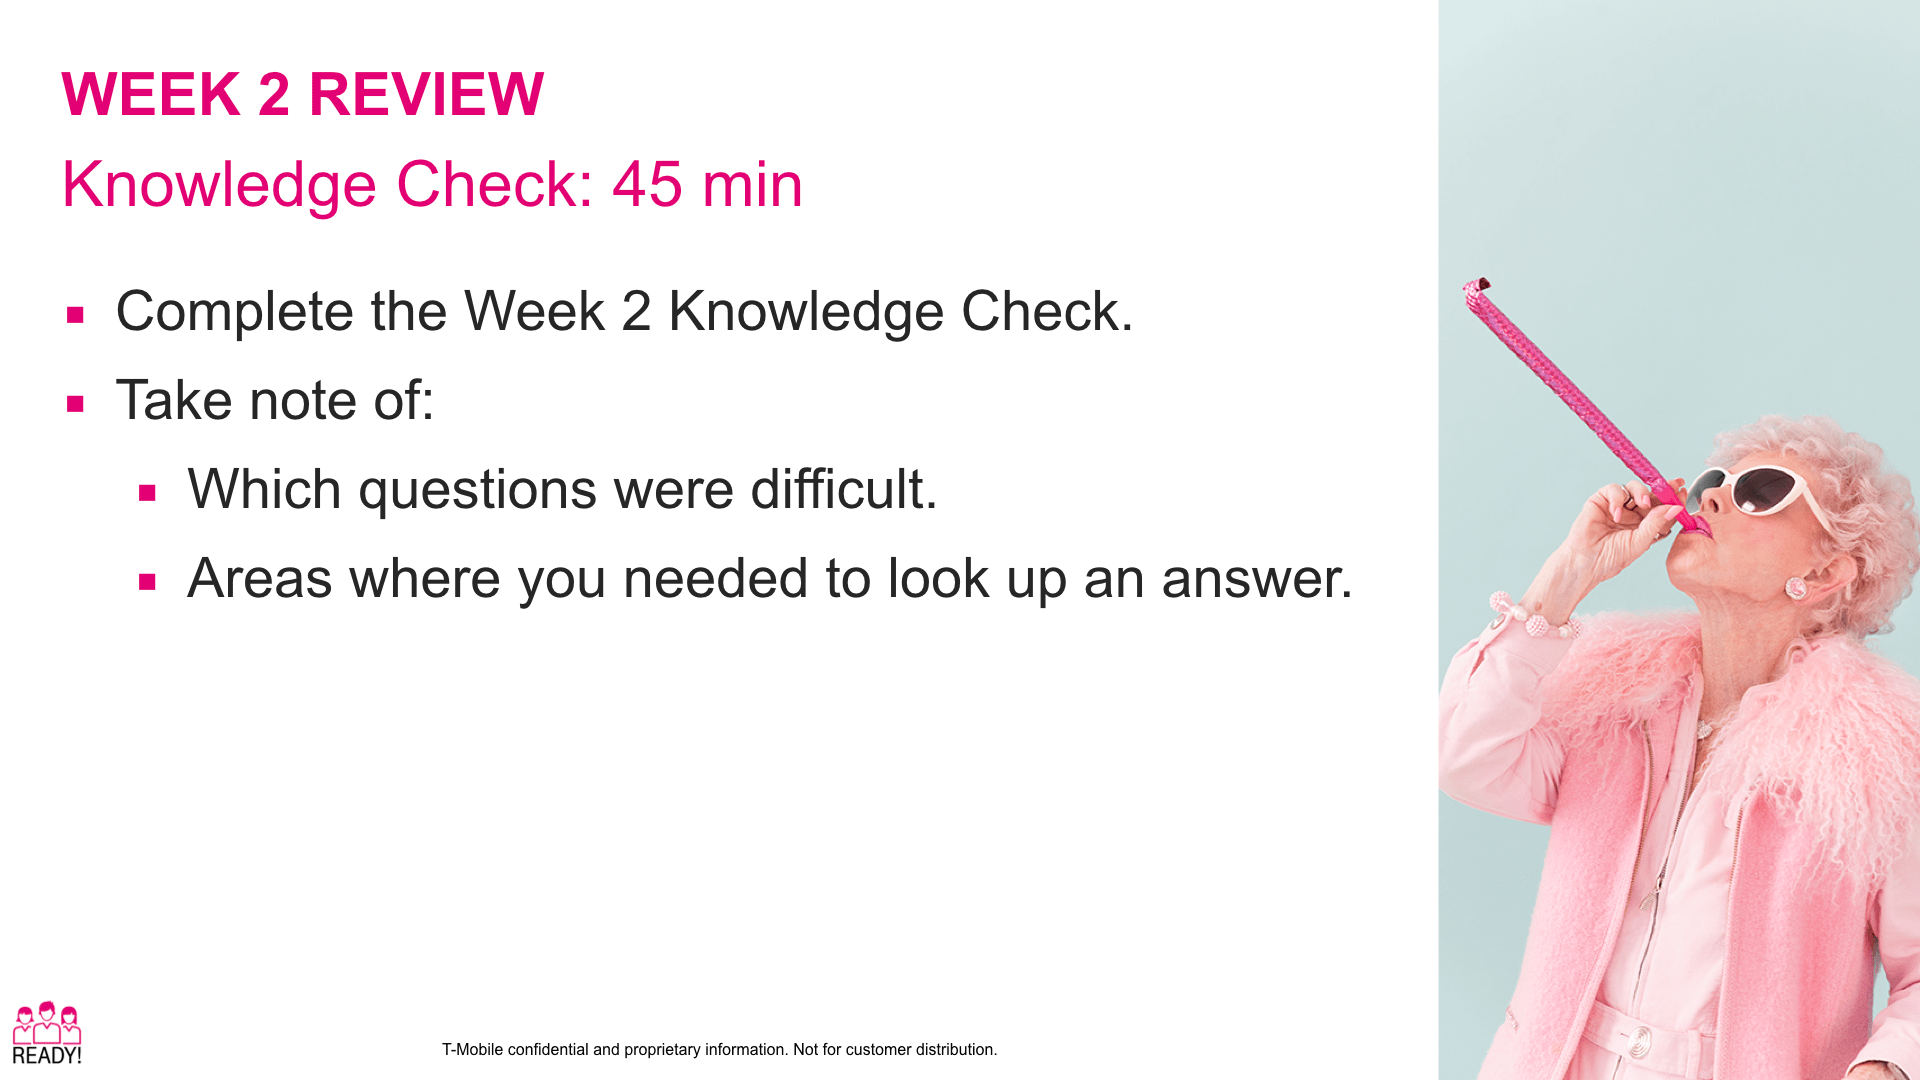 WEEK 2 REVIEW
Knowledge Check: 45 min
Complete the Week 2 Knowledge Check.
Take note of:
Which questions were difficult.
Areas where you needed to look up an answer.
READY!
T-Mobile confidential and proprietary information. Not for customer distribution.